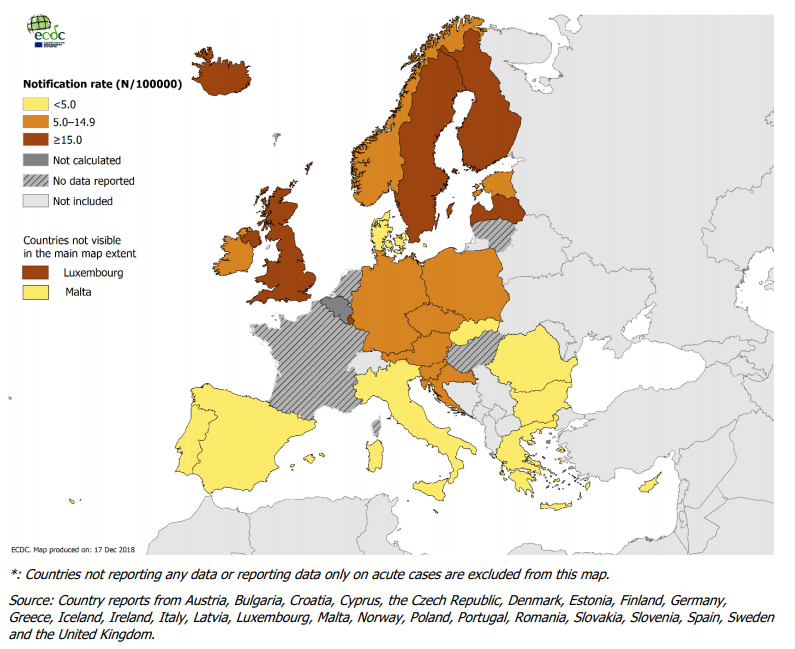 ecdc
Notification rate (N/100000)
<5.0
5.0–14.9
≥15.0
Not calculated
No data reported
Not included
Countries not visible
in the main map extent
Luxembourg
Malta
ECDC. Map produced on: 17 Dec 2018
*: Countries not reporting any data or reporting data only on acute cases are excluded from this map.
Source: Country reports from Austria, Bulgaria, Croatia, Cyprus, the Czech Republic, Denmark, Estonia, Finland, Germany,
Greece, Iceland, Ireland, Italy, Latvia, Luxembourg, Malta, Norway, Poland, Portugal, Romania, Slovakia, Slovenia, Spain, Sweden
and the United Kingdom.